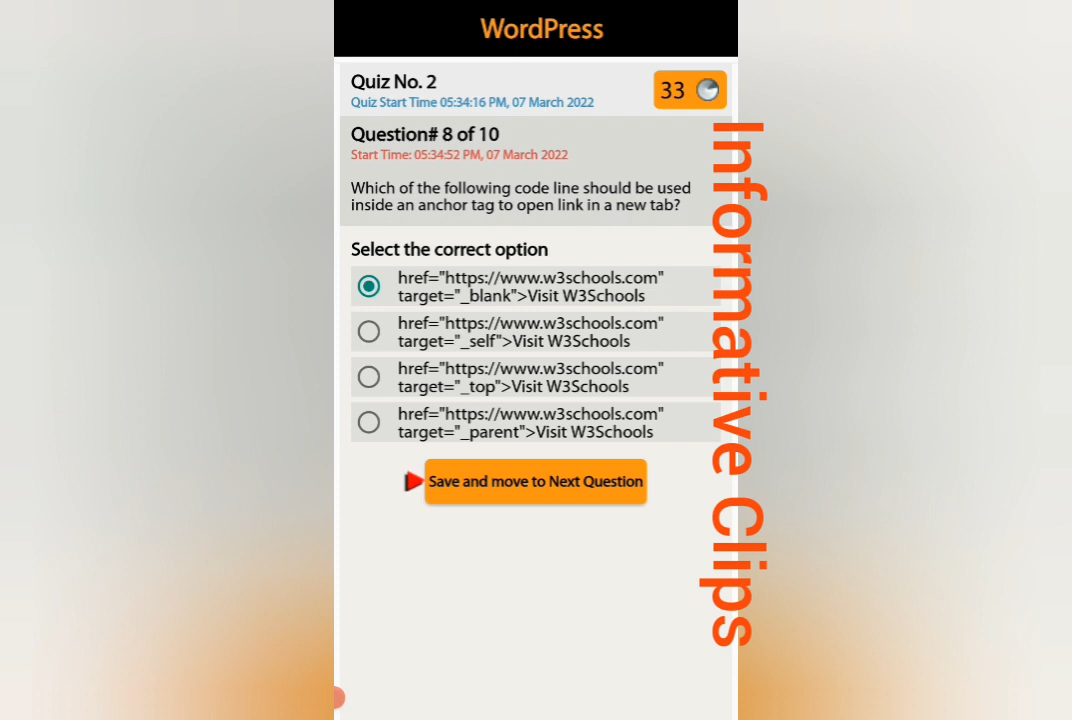 WordPress
Quiz No. 2
33
Quiz Start Time 05:34:16 PM, 07 March 2022
Question# 8 of 10
Start Time: 05:34:52 PM, 07 March 2022
Which of the following code line should be used
inside an anchor tag to open link in a new tab?
Select the correct option
href="https://www.w3schools.com"
target="_blank">Visit W3Schools
href="https://www.w3schools.com"
target="_self">Visit W3Schools
href="https://www.w3schools.com"
target="_top">Visit W3Schools
href="https://www.w3schools.com"
target="_parent">Visit W3Schools
Save and move to Next Question
Informative Clips